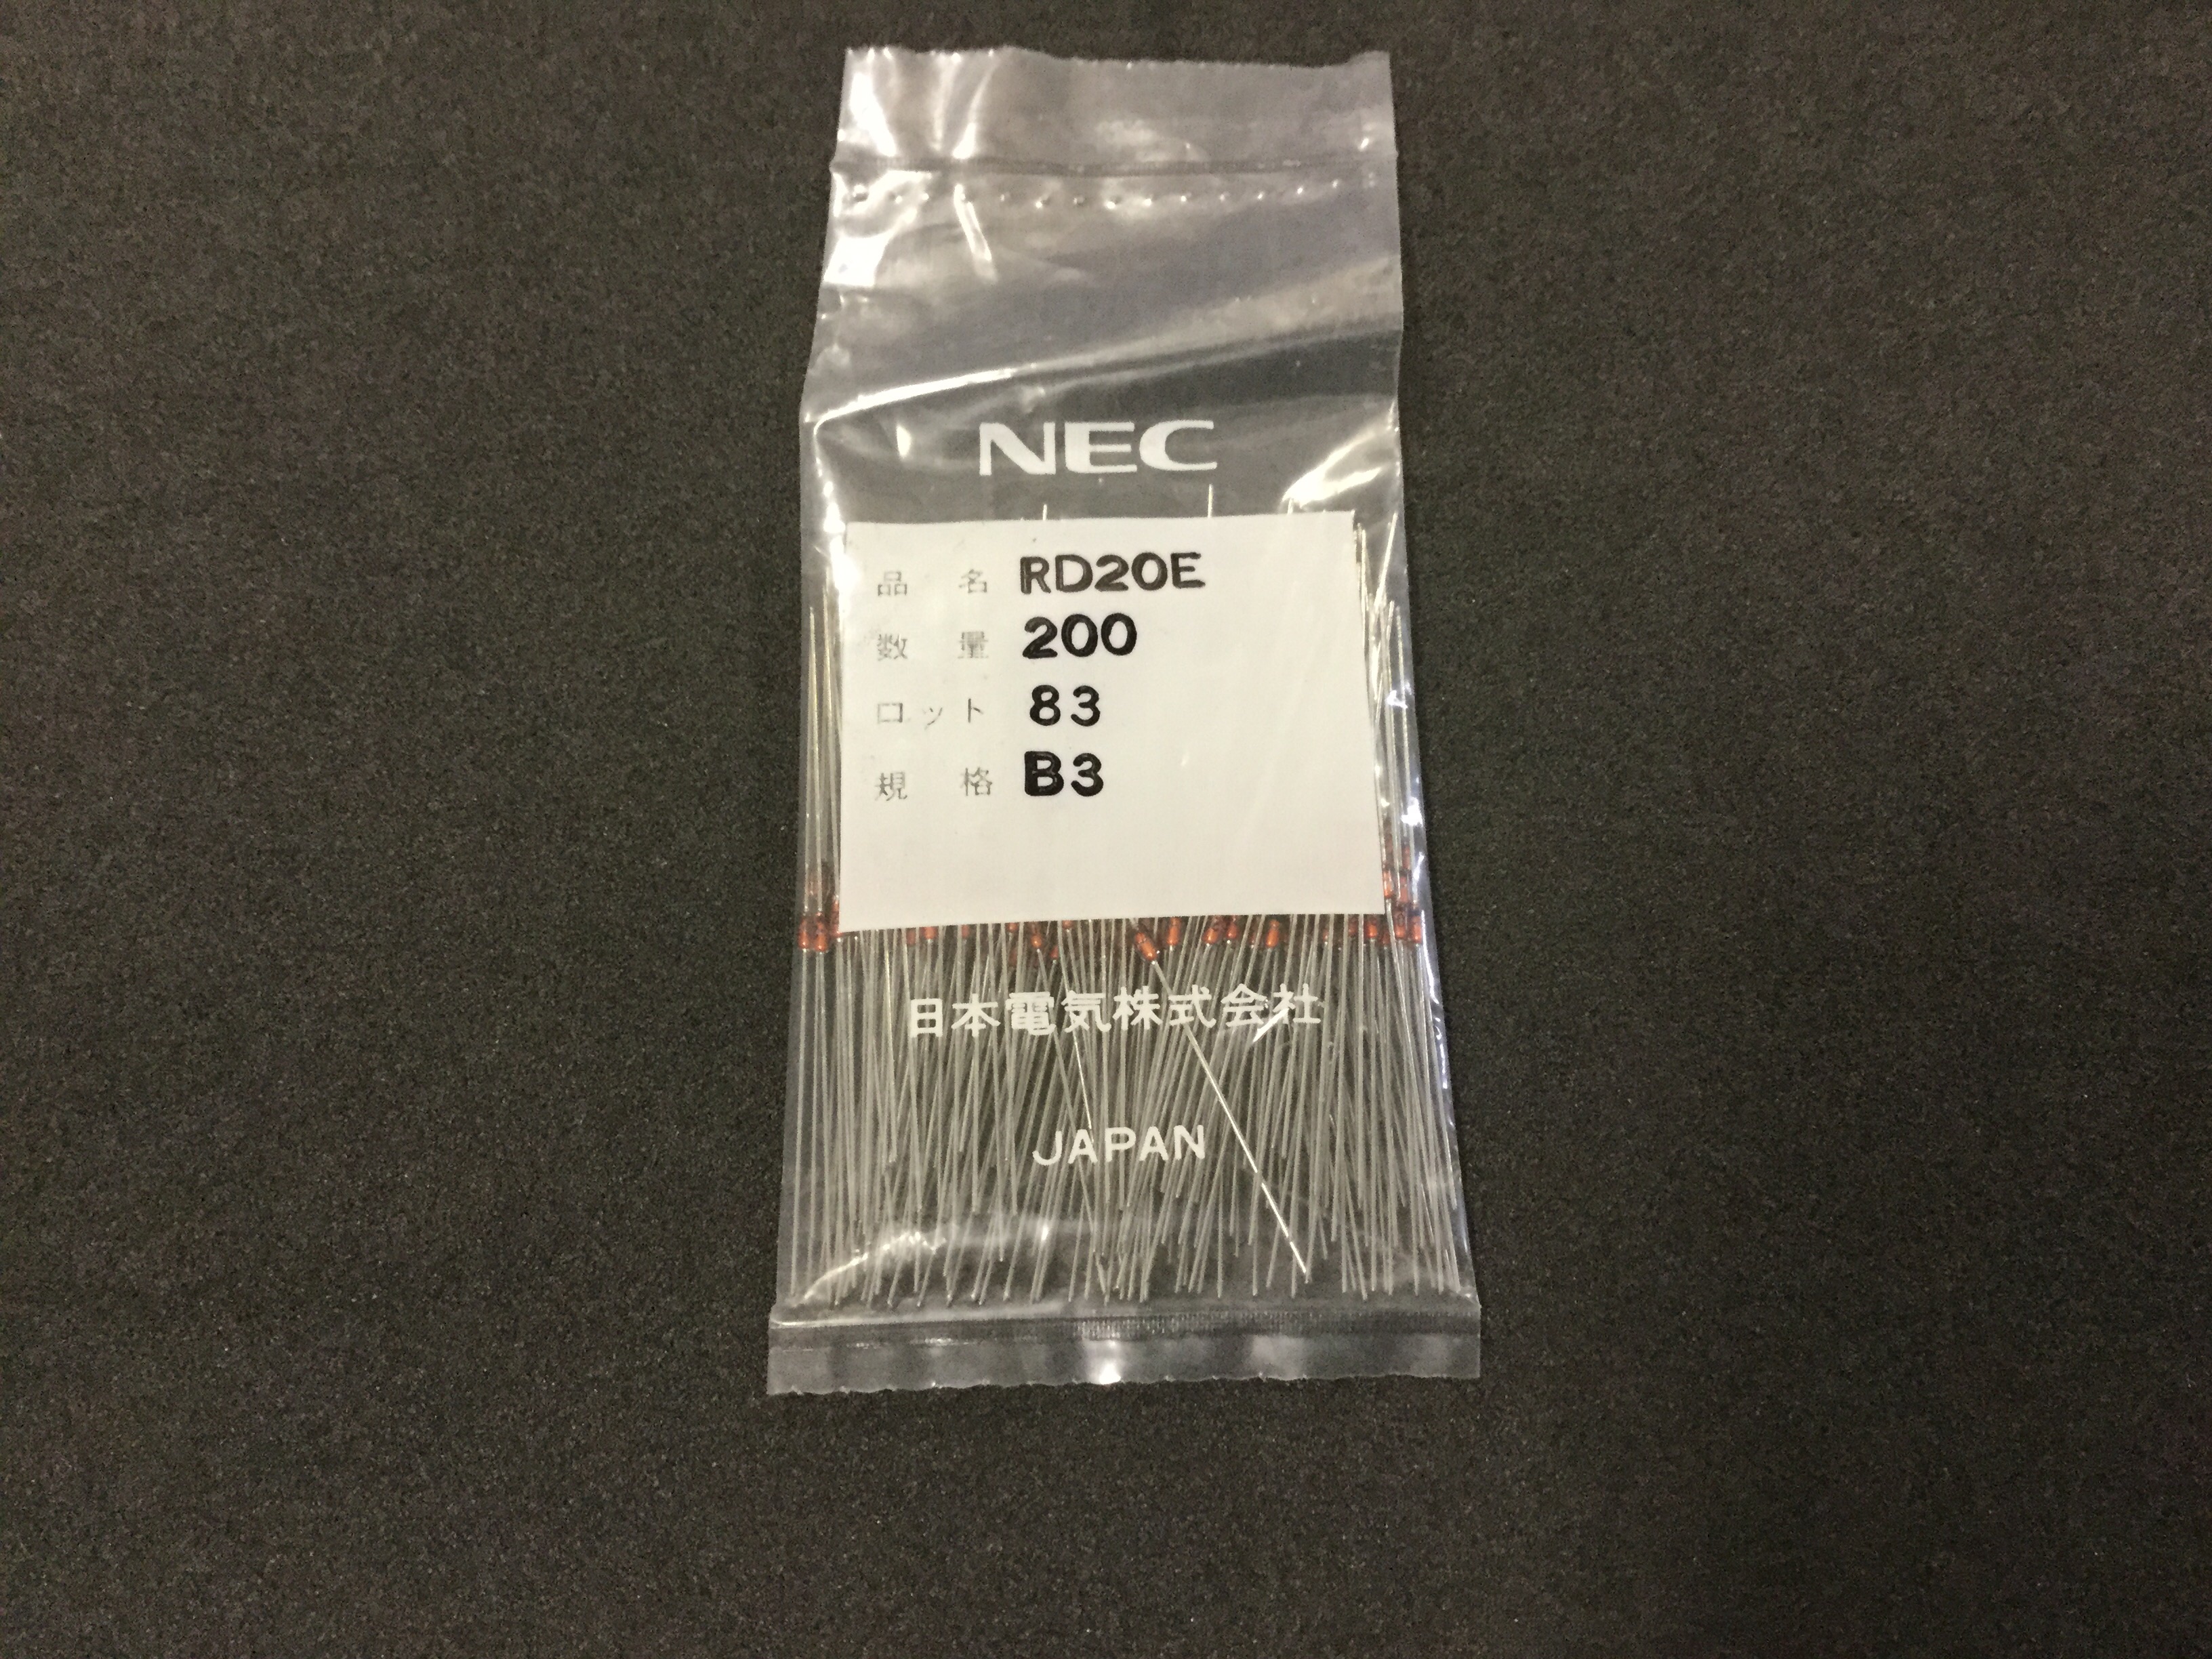 NEC
品名 RD20E
数量 200
ロット 83
規格 B3
日本電気株式会社
JAPAN